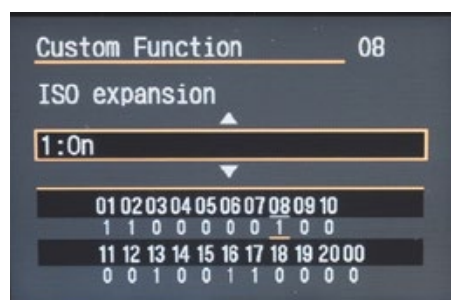 Custom Function 08
ISO expansion
1:On
01 02 03 04 05 06 07 08 09 10
1 1 0 0 0 0 0 1 0 0
11 12 13 14 15 16 17 18 19 20 00
0 0 1 0 0 1 1 0 0 0 0